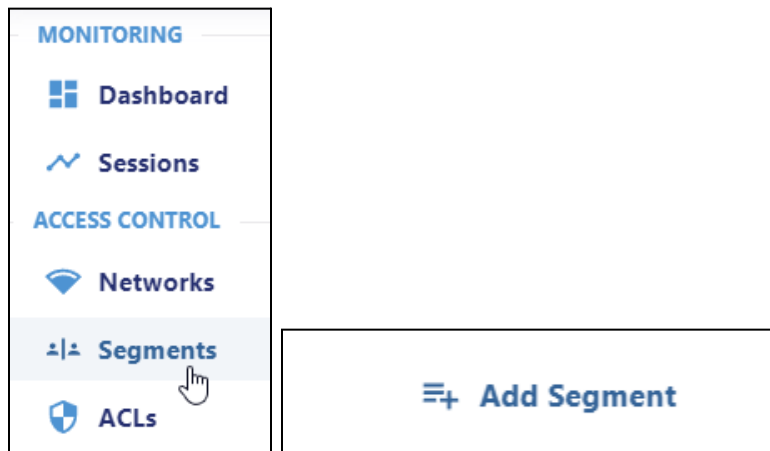 MONITORING
Dashboard
Sessions
ACCESS CONTROL
Networks
Segments
ACLs
Add Segment